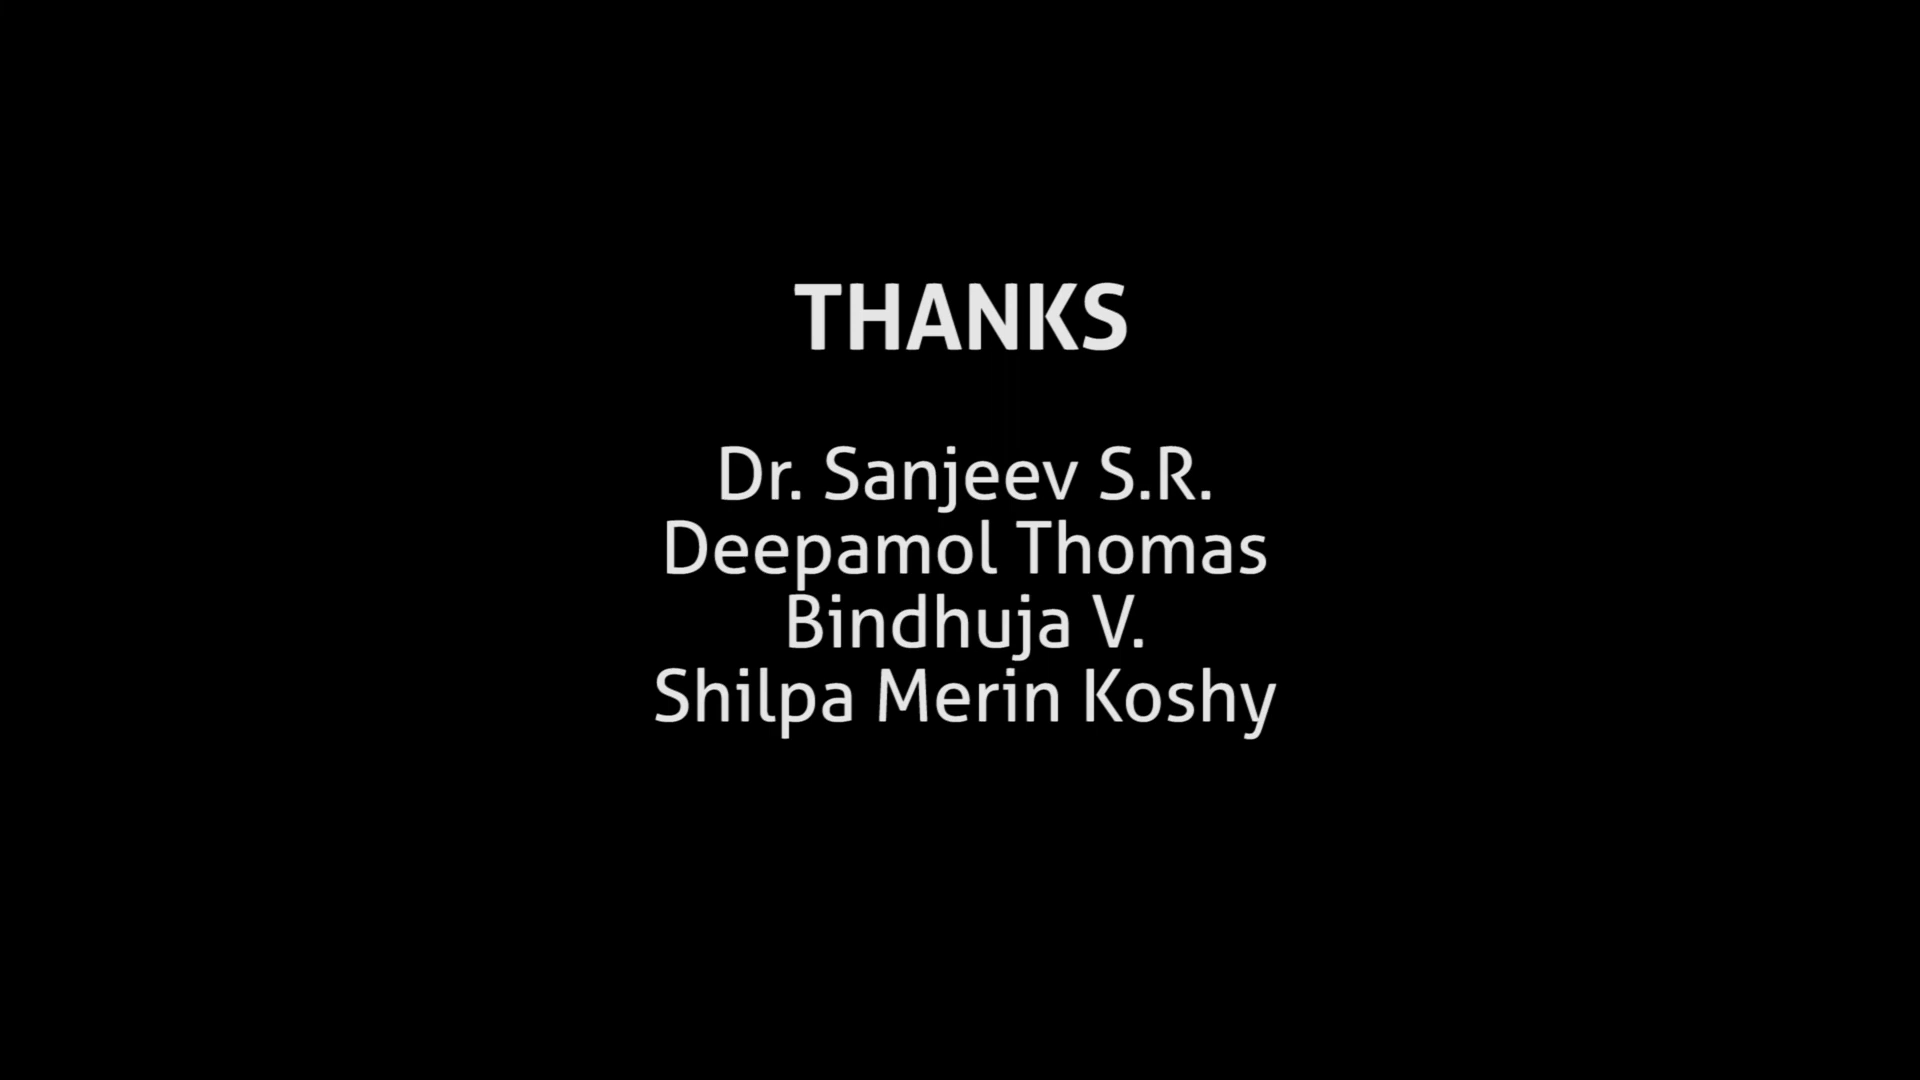 THANKS
Dr. Sanjeev S.R.
Deepamol Thomas
Bindhuja V.
Shilpa Merin Koshy